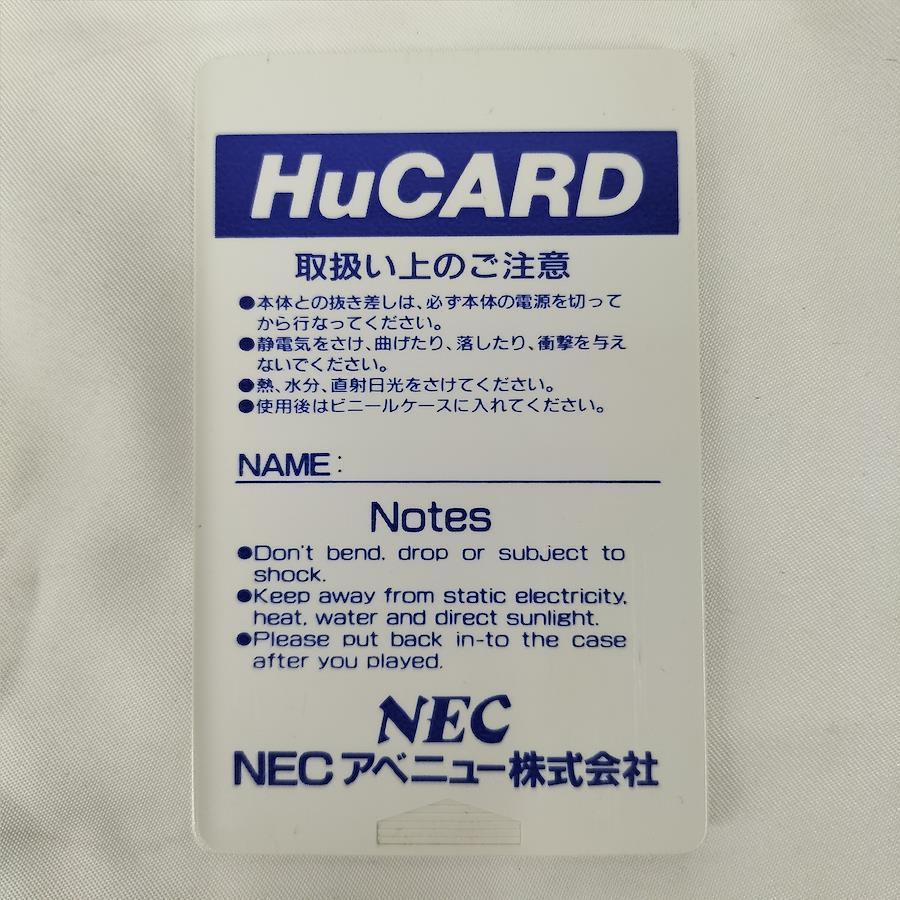 HuCARD
取扱い上のご注意
●本体との抜き差しは、必ず本体の電源を切って
から行なってください。
●静電気をさけ、曲げたり、落したり、衝撃を与え
ないでください。
●熱、水分、直射日光をさけてください。
●使用後はビニールケースに入れてください。
NAME:
Notes
●Don't bend, drop or subject to
shock.
●Keep away from static electricity,
heat, water and direct sunlight.
●Please put back in-to the case
after you played.
NEC
NECアベニュー株式会社